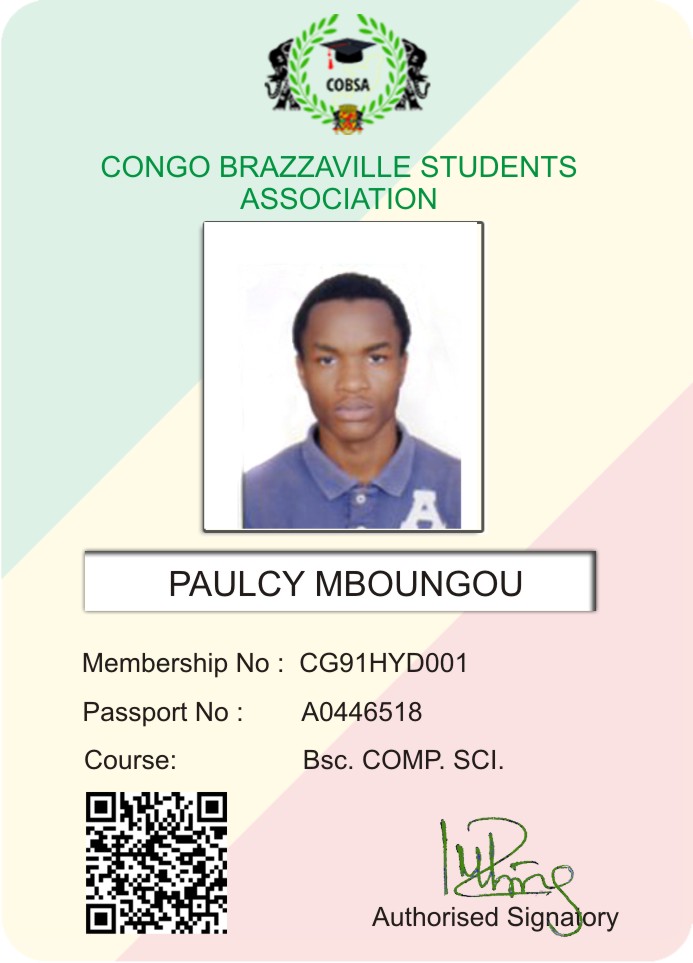 COBSA
CONGO BRAZZAVILLE STUDENTS
ASSOCIATION
A
PAULCY MBOUNGOU
Membership No : CG91HYD001
Passport No : A0446518
Course: Bsc. COMP. SCI.
Authorised Signatory